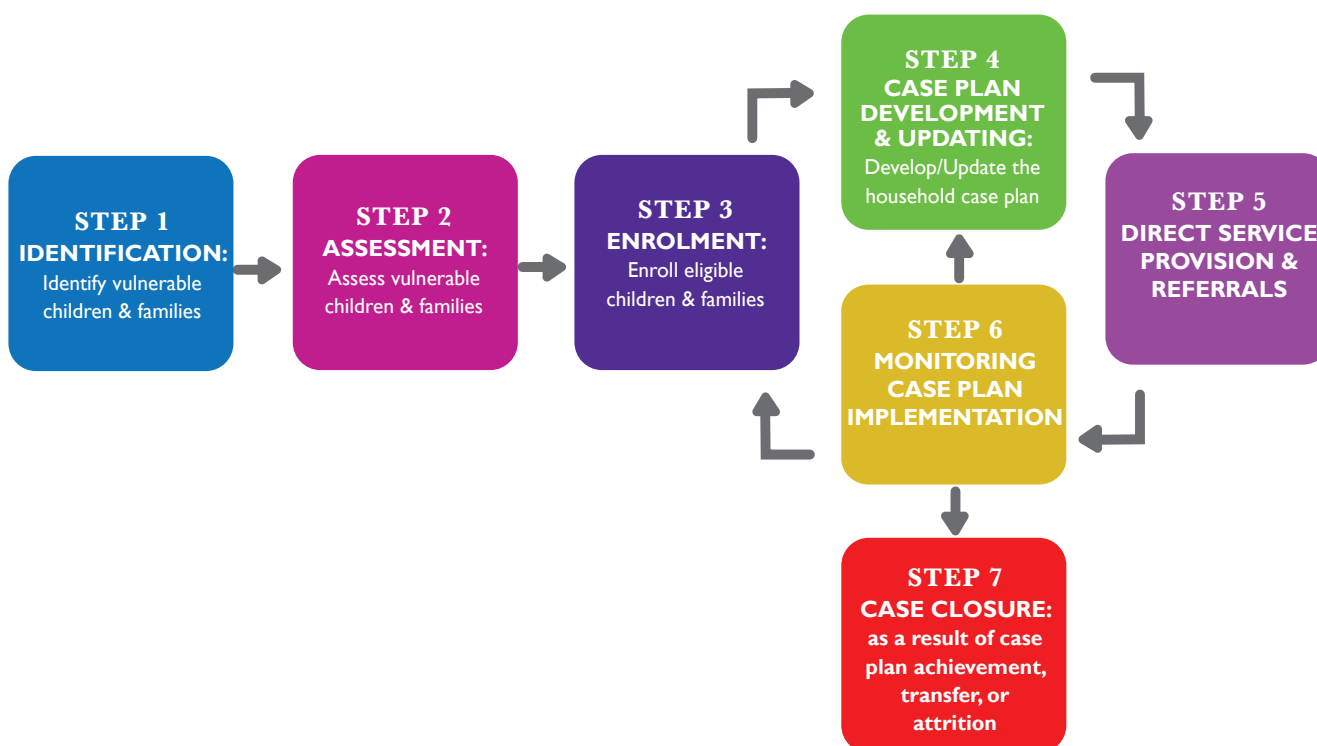 STEP 1
IDENTIFICATION:
Identify vulnerable
children & families
STEP 2
ASSESSMENT:
Assess vulnerable
children & families
STEP 3
ENROLMENT:
Enroll eligible
children & families
STEP 4
CASE PLAN
DEVELOPMENT
& UPDATING:
Develop/Update the
household case plan
STEP 5
DIRECT SERVICE
PROVISION &
REFERRALS
STEP 6
MONITORING
CASE PLAN
IMPLEMENTATION
STEP 7
CASE CLOSURE:
as a result of case
plan achievement,
transfer, or
attrition